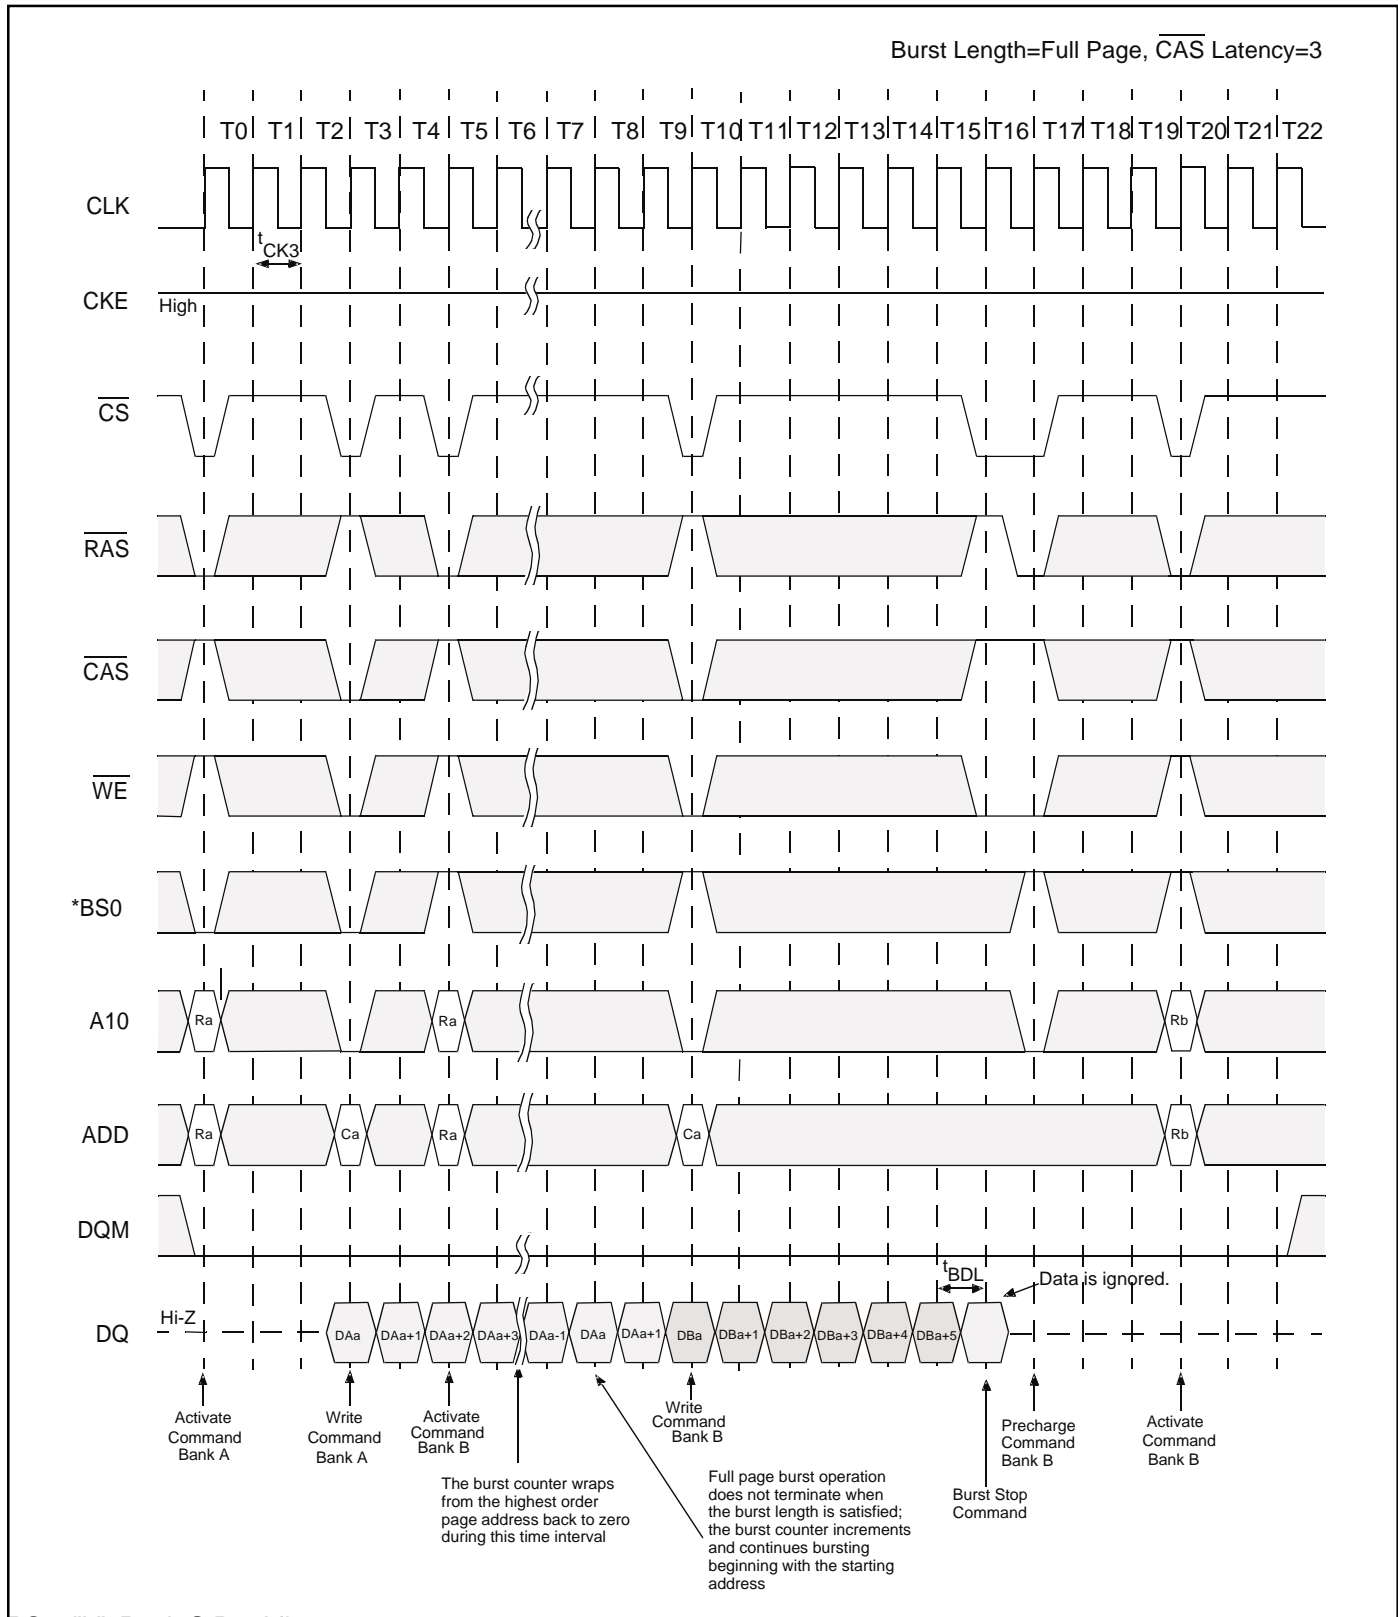 Burst Length=Full Page, CAS Latency=3
T0 T1 T2 T3 T4 T5 T6 T7 T8 T9 T10 T11 T12 T13 T14 T15 T16 T17 T18 T19 T20 T21 T22
CLK
tCK3
CKE
High
CS
RAS
CAS
WE
*BS0
A10
Ra Ra Rb
ADD
Ra Ca Ra Ca Rb
DQM
tBDL
Data is ignored.
Hi-Z
DQ
DAa DAa+1 DAa+2 DAa+3 DAa-1 DAa DAa+1 DBa DBa+1 DBa+2 DBa+3 DBa+4 DBa+5
Activate
Command
Bank A
Write
Command
Bank A
Activate
Command
Bank B
Write
Command
Bank B
Precharge
Command
Bank B
Activate
Command
Bank B
The burst counter wraps
from the highest order
page address back to zero
during this time interval
Full page burst operation
does not terminate when
the burst length is satisfied;
the burst counter increments
and continues bursting
beginning with the starting
address
Burst Stop
Command